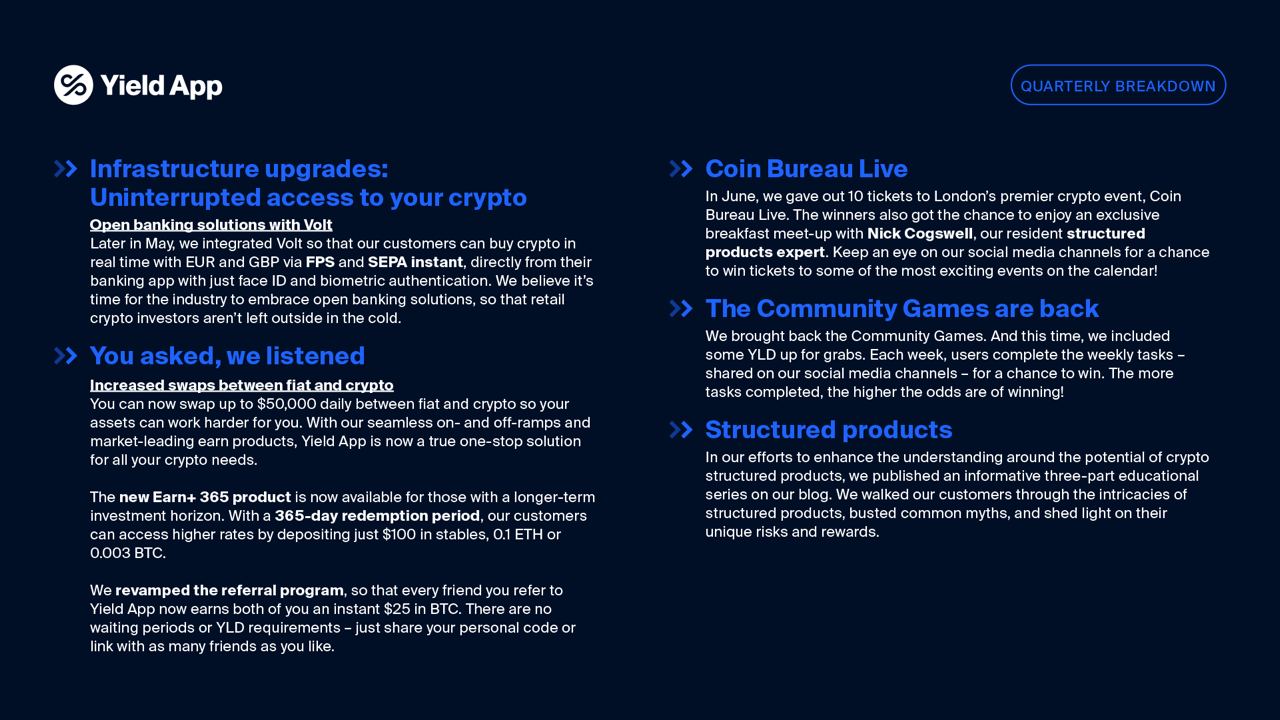 Yield App
QUARTERLY BREAKDOWN
Infrastructure upgrades:
Uninterrupted access to your crypto
Open banking solutions with Volt
Later in May, we integrated Volt so that our customers can buy crypto in
real time with EUR and GBP via FPS and SEPA instant, directly from their
banking app with just face ID and biometric authentication. We believe it's
time for the industry to embrace open banking solutions, so that retail
crypto investors aren't left outside in the cold.
You asked, we listened
Increased swaps between fiat and crypto
You can now swap up to $50,000 daily between fiat and crypto so your
assets can work harder for you. With our seamless on- and off-ramps and
market-leading earn products, Yield App is now a true one-stop solution
for all your crypto needs.
The new Earn+ 365 product is now available for those with a longer-term
investment horizon. With a 365-day redemption period, our customers
can access higher rates by depositing just $100 in stables, 0.1 ETH or
0.003 BTC.
We revamped the referral program, so that every friend you refer to
Yield App now earns both of you an instant $25 in BTC. There are no
waiting periods or YLD requirements – just share your personal code or
link with as many friends as you like.
Coin Bureau Live
In June, we gave out 10 tickets to London's premier crypto event, Coin
Bureau Live. The winners also got the chance to enjoy an exclusive
breakfast meet-up with Nick Cogswell, our resident structured
products expert. Keep an eye on our social media channels for a chance
to win tickets to some of the most exciting events on the calendar!
The Community Games are back
We brought back the Community Games. And this time, we included
some YLD up for grabs. Each week, users complete the weekly tasks –
shared on our social media channels – for a chance to win. The more
tasks completed, the higher the odds are of winning!
Structured products
In our efforts to enhance the understanding around the potential of crypto
structured products, we published an informative three-part educational
series on our blog. We walked our customers through the intricacies of
structured products, busted common myths, and shed light on their
unique risks and rewards.